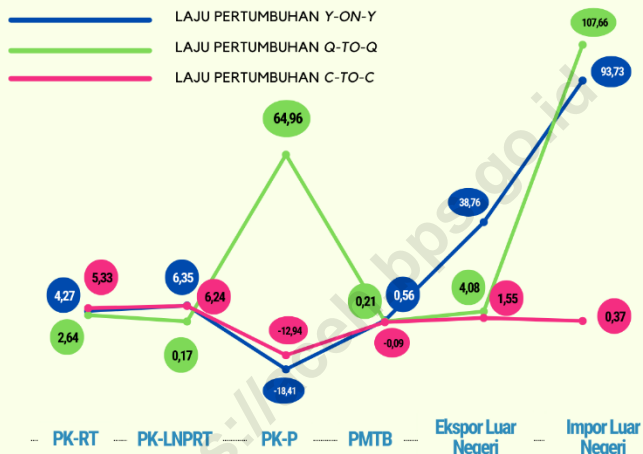 LAJU PERTUMBUHAN Y-ON-Y
LAJU PERTUMBUHAN Q-TO-Q
LAJU PERTUMBUHAN C-TO-C
107,66
93,73
64,96
38,76
4,27
5,33
6,35
6,24
2,64
0,17
-12,94
-18,41
0,21
0,56
-0,09
4,08
1,55
0,37
PK-RT
PK-LNPRT
PK-P
PMTB
Ekspor Luar
Negeri
Impor Luar
Negeri
bps.go.id